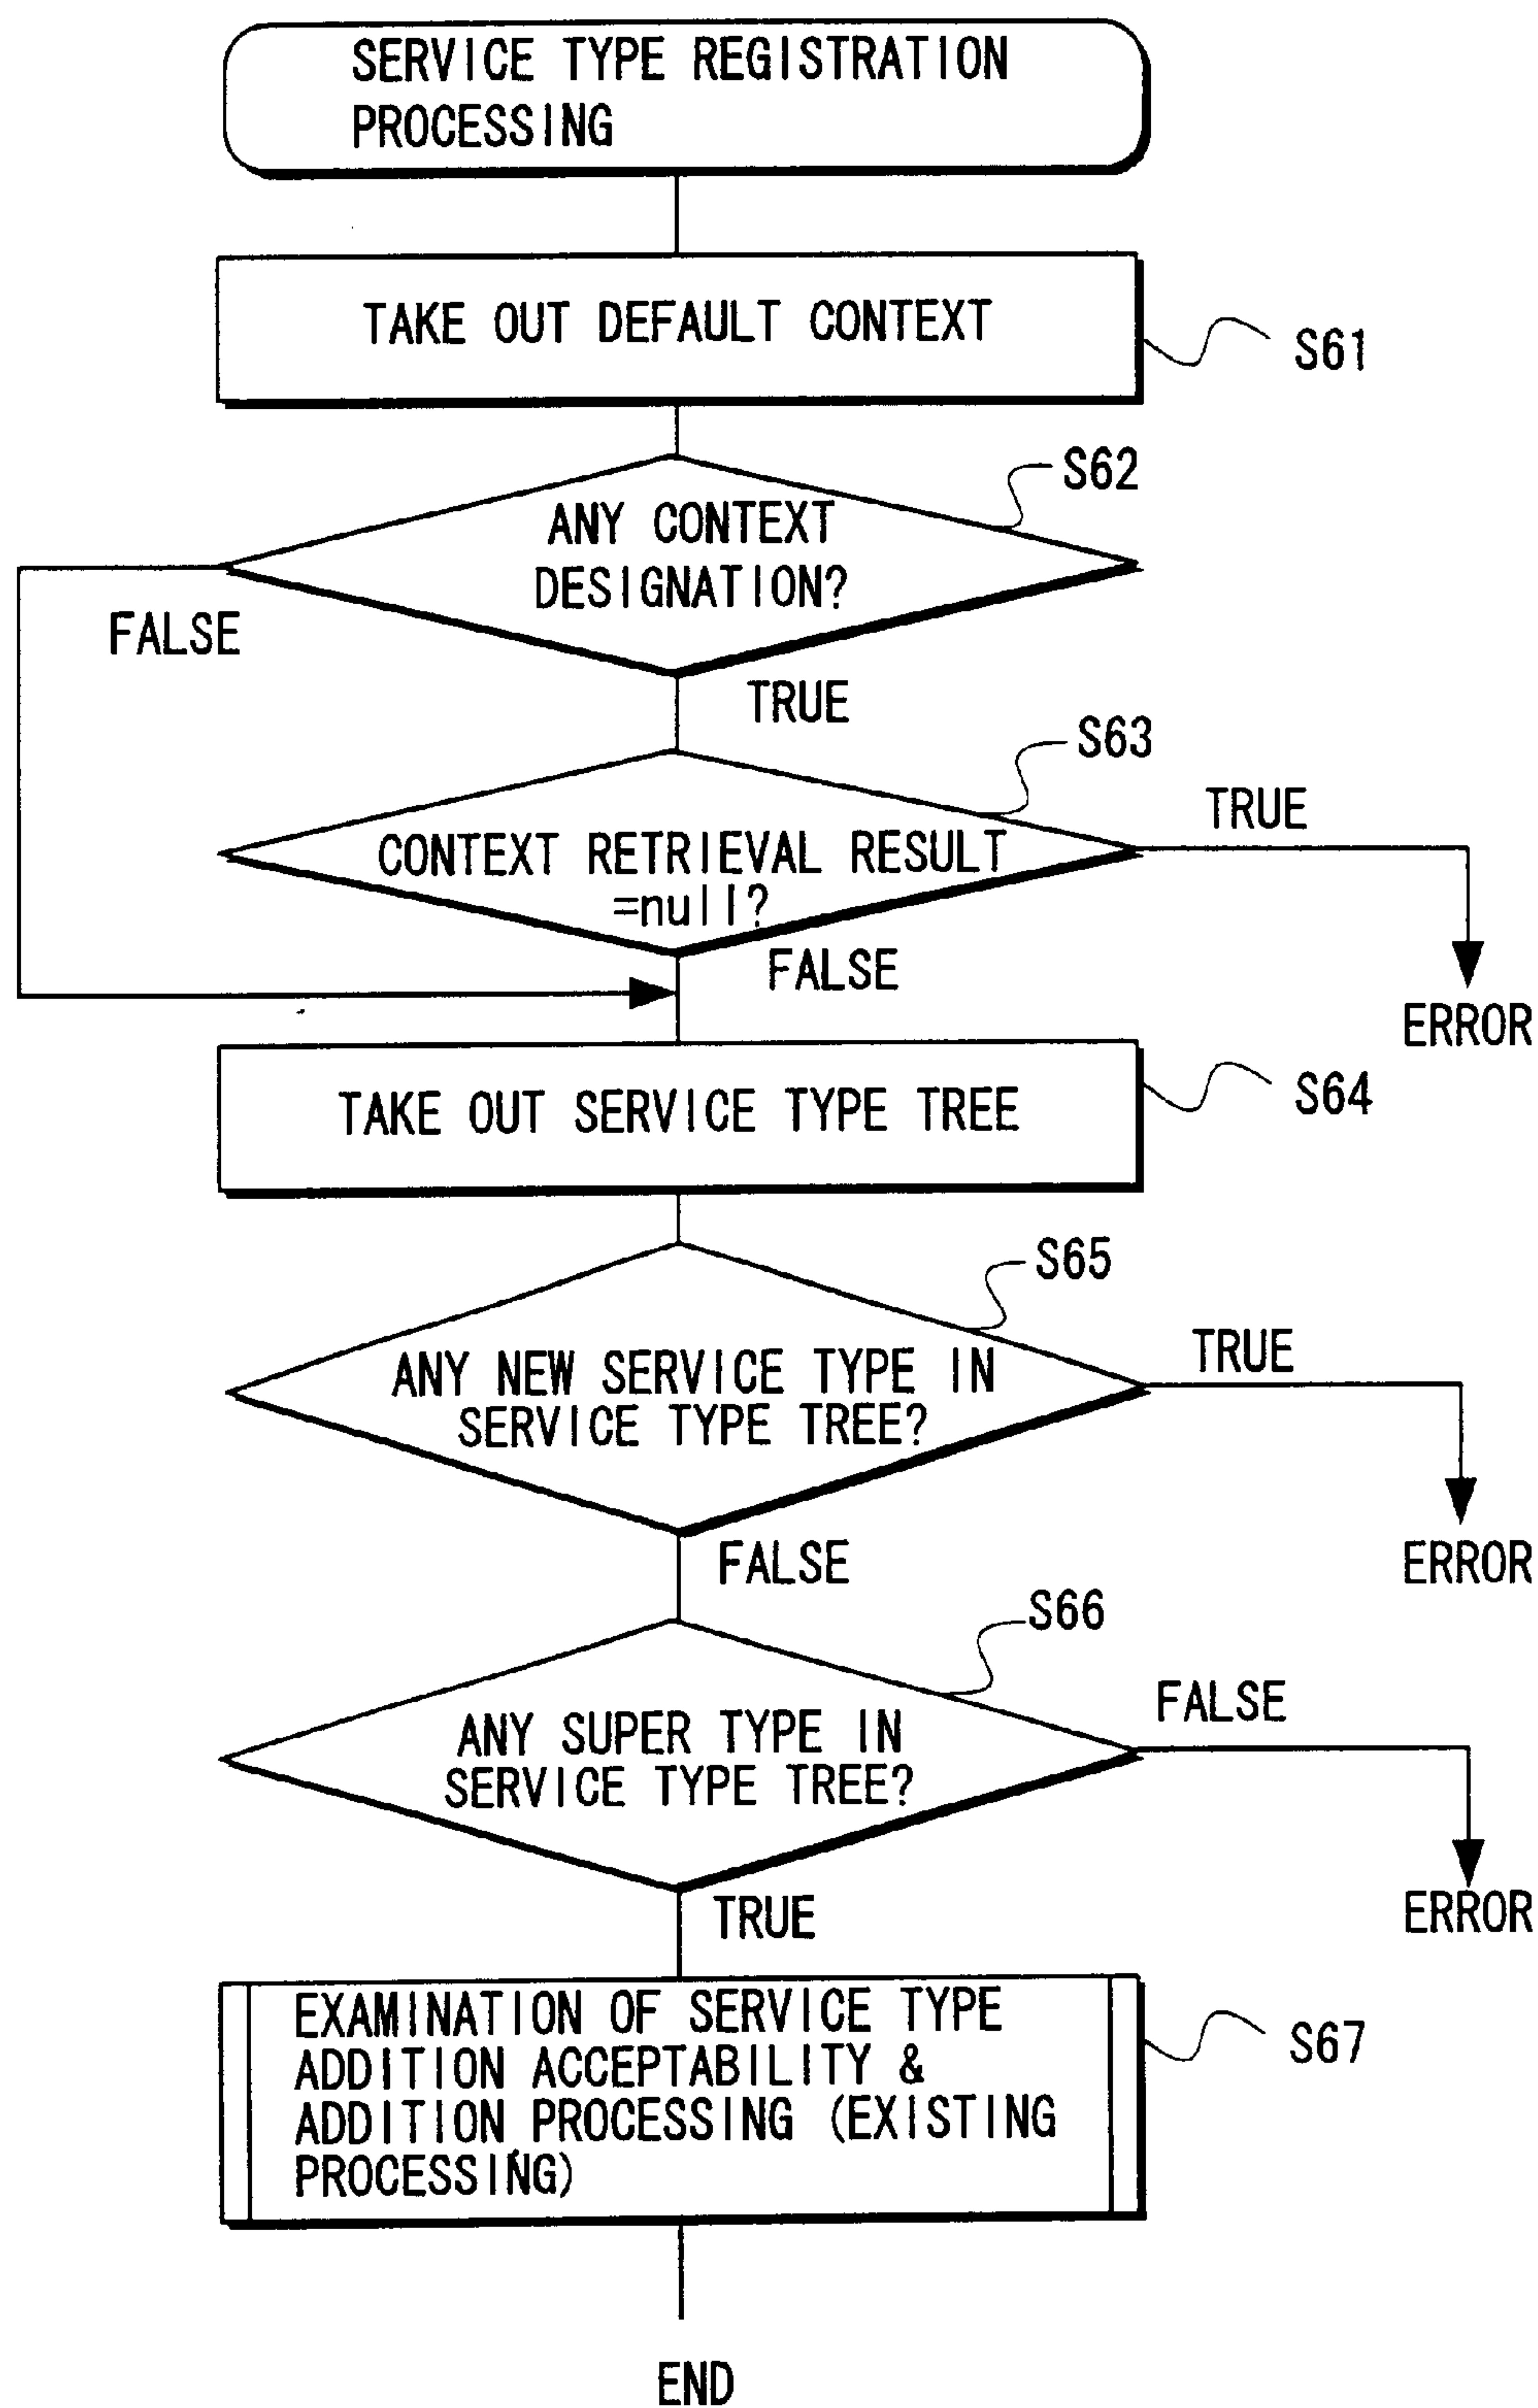 SERVICE TYPE REGISTRATION
PROCESSING
TAKE OUT DEFAULT CONTEXT
S61
S62
ANY CONTEXT
DESIGNATION?
FALSE
TRUE
S63
TRUE
CONTEXT RETRIEVAL RESULT
=null?
FALSE
ERROR
TAKE OUT SERVICE TYPE TREE
S64
S65
TRUE
ANY NEW SERVICE TYPE IN
SERVICE TYPE TREE?
FALSE
ERROR
S66
FALSE
ANY SUPER TYPE IN
SERVICE TYPE TREE?
TRUE
ERROR
EXAMINATION OF SERVICE TYPE
ADDITION ACCEPTABILITY &
ADDITION PROCESSING (EXISTING
PROCESSING)
S67
END